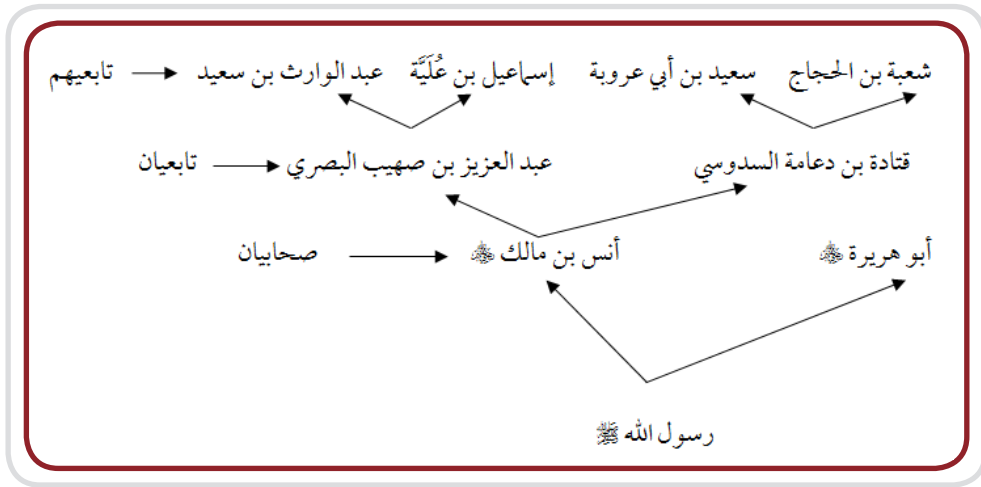 شعبة بن الحجاج سعيد بن أبي عروبة إسماعيل بن عُلَيَّة عبد الوارث بن سعيد تابعيهم
قتادة بن دعامة السدوسي عبد العزيز بن صهيب البصري تابعيان
أبو هريرة ﵁ أنس بن مالك ﵁ صحابيان
رسول الله ﷺ